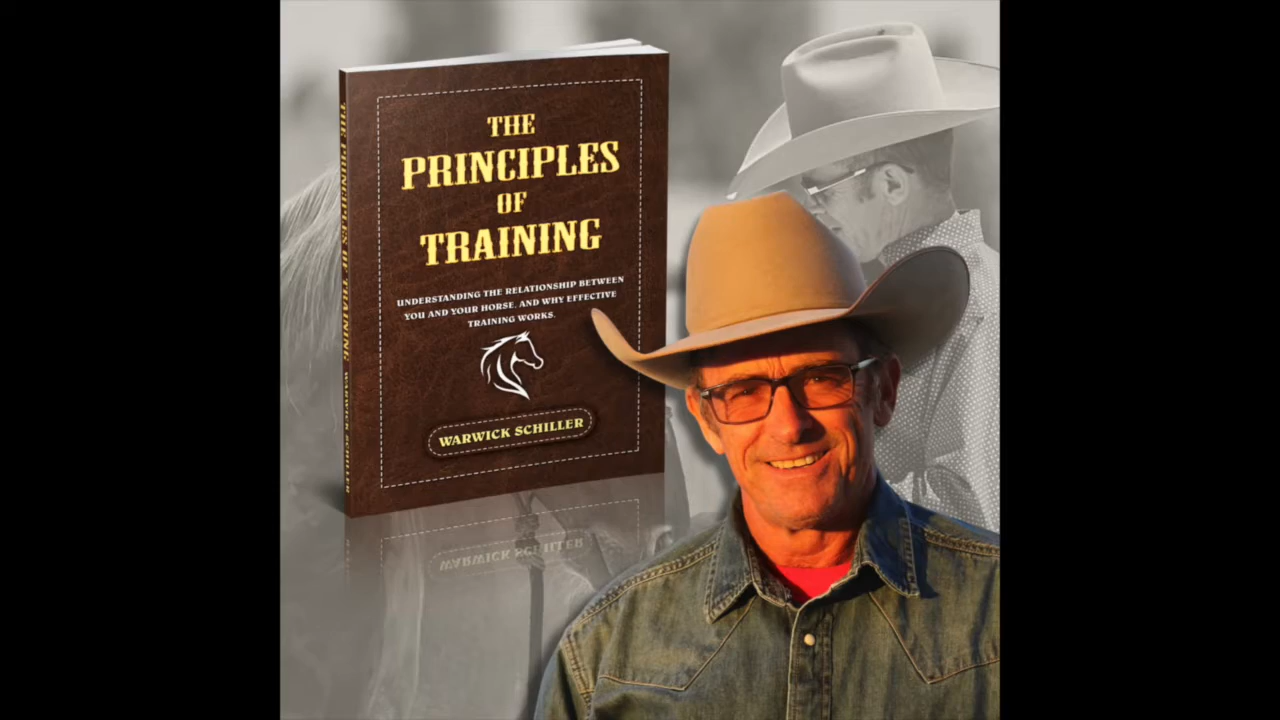 THE
PRINCIPLES
OF
TRAINING
UNDERSTANDING THE RELATIONSHIP BETWEEN
YOU AND YOUR HORSE, AND WHY EFFECTIVE
TRAINING WORKS.
WARWICK SCHILLER
THE PRINCIPLES OF TRAINING WARWICK SCHILLER